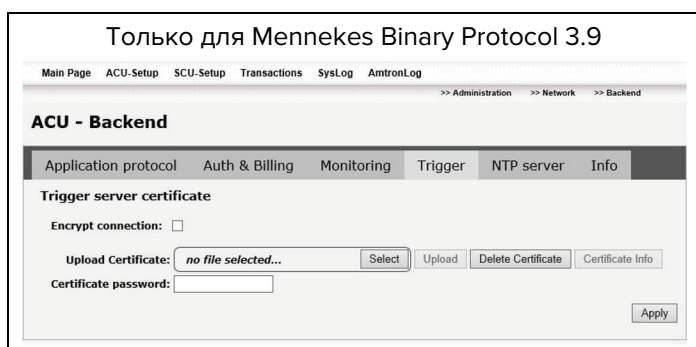 Только для Mennekes Binary Protocol 3.9
Main Page ACU-Setup SCU-Setup Transactions SysLog AmtronLog
>> Administration >> Network >> Backend
ACU - Backend
Application protocol Auth & Billing Monitoring Trigger NTP server Info
Trigger server certificate
Encrypt connection:
Upload Certificate: no file selected... Select Upload Delete Certificate Certificate Info
Certificate password:
Apply